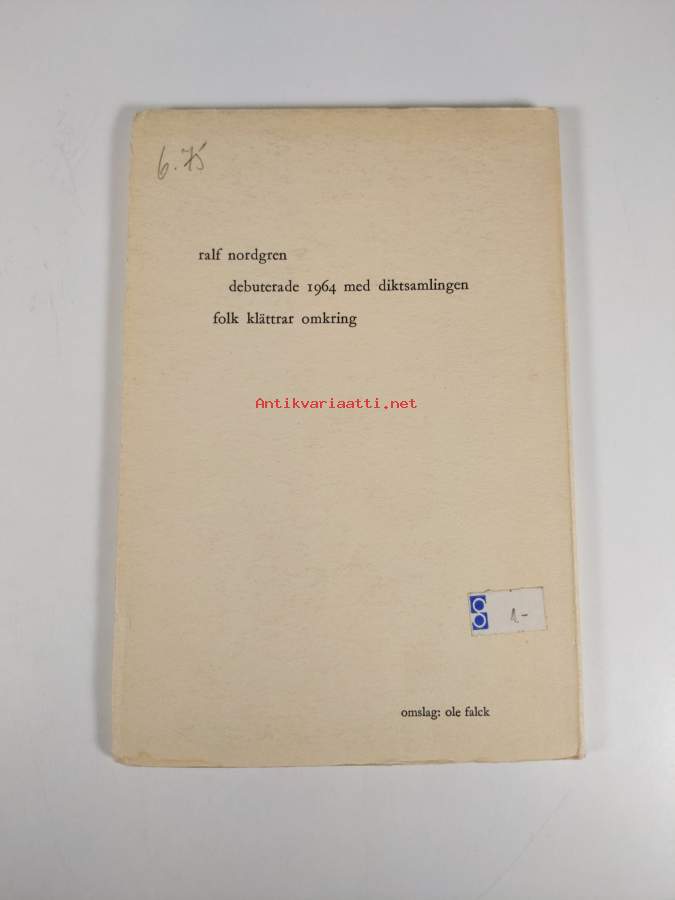 6.75
ralf nordgren
debuterade 1964 med diktsamlingen
folk klättrar omkring
Antikvariaatti.net
1-
omslag: ole falck